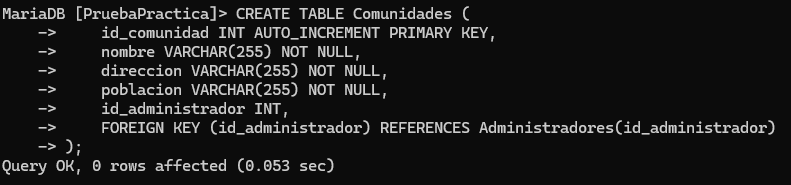 MariaDB [PruebaPractica]> CREATE TABLE Comunidades (
    ->     id_comunidad INT AUTO_INCREMENT PRIMARY KEY,
    ->     nombre VARCHAR(255) NOT NULL,
    ->     direccion VARCHAR(255) NOT NULL,
    ->     poblacion VARCHAR(255) NOT NULL,
    ->     id_administrador INT,
    ->     FOREIGN KEY (id_administrador) REFERENCES Administradores(id_administrador)
    -> );
Query OK, 0 rows affected (0.053 sec)